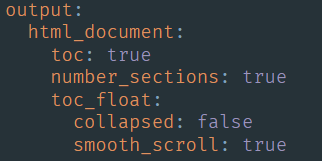 output:
  html_document:
    toc: true
    number_sections: true
    toc_float:
      collapsed: false
      smooth_scroll: true